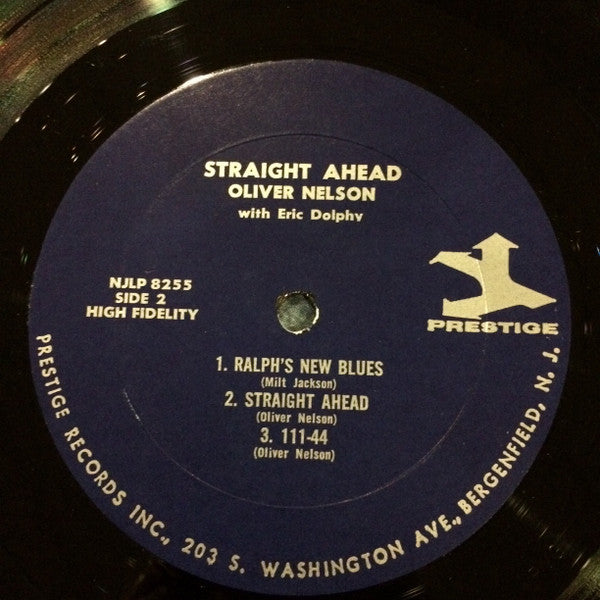 STRAIGHT AHEAD
OLIVER NELSON
with Eric Dolphy
NJLP 8255
SIDE 2
HIGH FIDELITY
PRESTIGE
1. RALPH'S NEW BLUES
(Milt Jackson)
2. STRAIGHT AHEAD
(Oliver Nelson)
3. 111-44
(Oliver Nelson)
PRESTIGE RECORDS INC., 203 S. WASHINGTON AVE., BERGENFIELD, N. J.